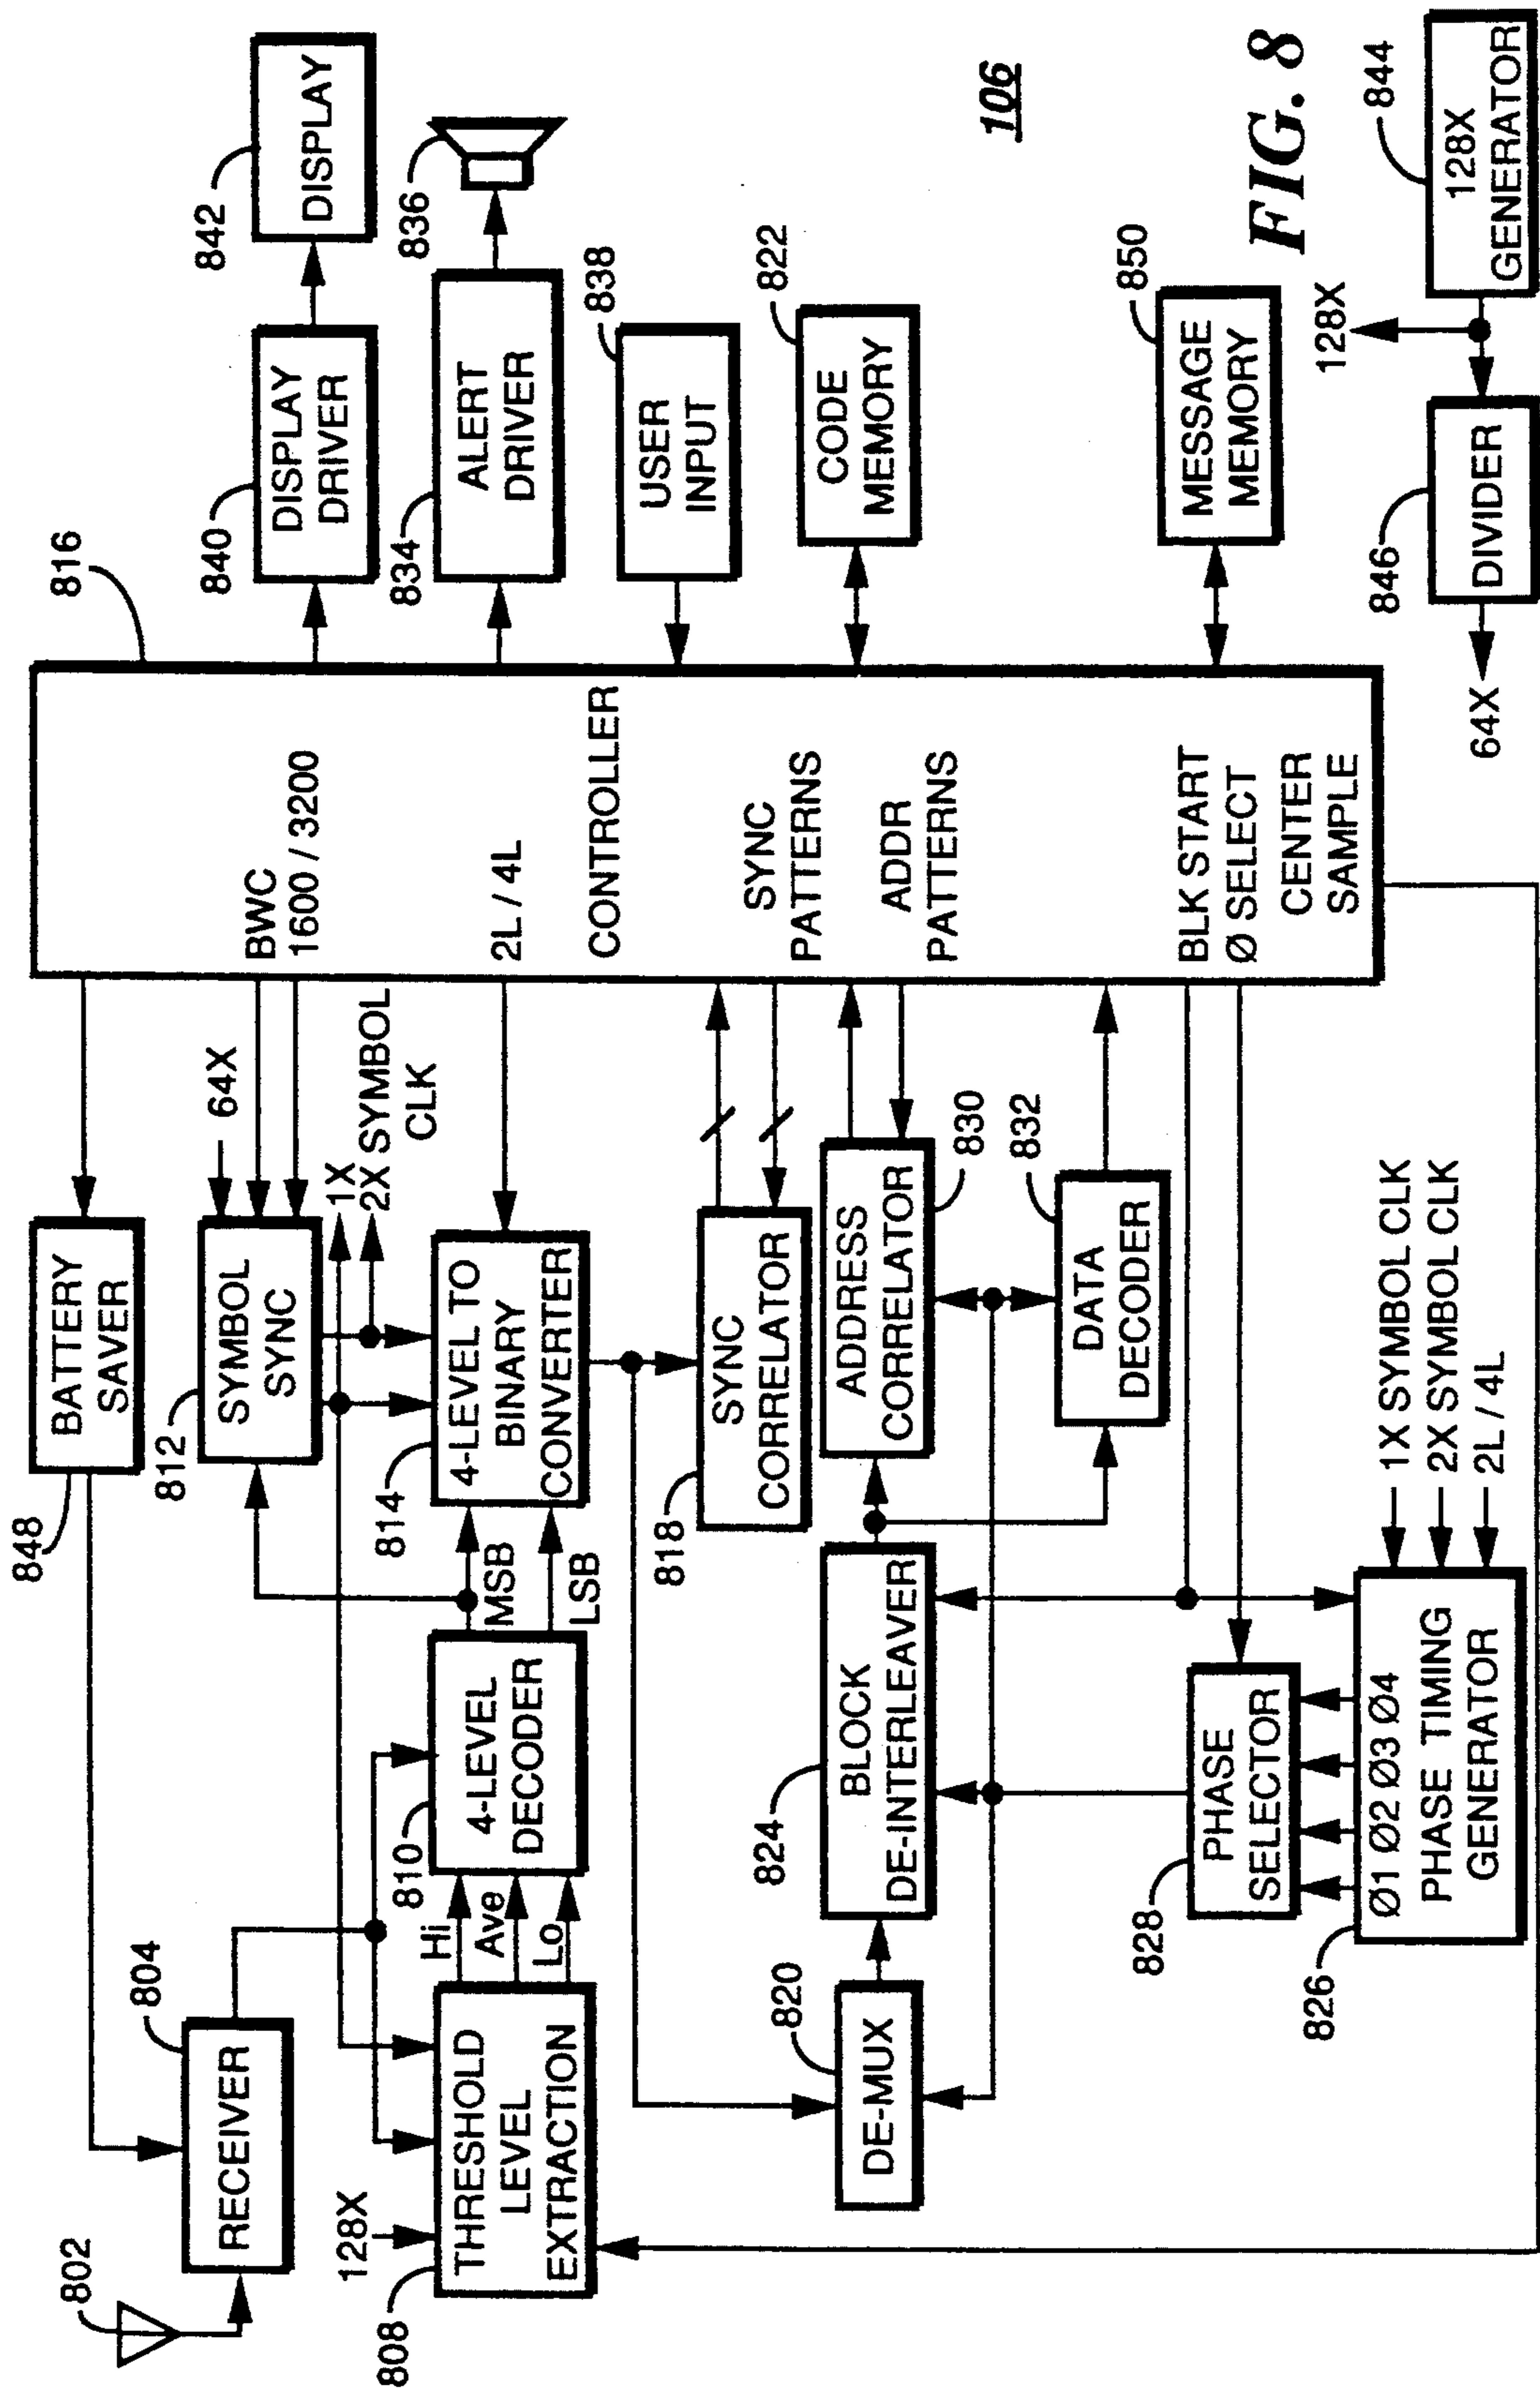 802
804
RECEIVER
848
BATTERY
SAVER
816
842
DISPLAY
840
DISPLAY
DRIVER
812
SYMBOL
SYNC
64X
BWC
1600 / 3200
1X
2X SYMBOL
CLK
836
834
ALERT
DRIVER
128X
808
THRESHOLD
LEVEL
EXTRACTION
Hi
Ave
Lo
810
4-LEVEL
DECODER
MSB
LSB
814
4-LEVEL TO
BINARY
CONVERTER
2L / 4L
CONTROLLER
838
USER
INPUT
818
SYNC
CORRELATOR
SYNC
PATTERNS
822
CODE
MEMORY
820
DE-MUX
824
BLOCK
DE-INTERLEAVER
ADDRESS
CORRELATOR
830
ADDR
PATTERNS
832
DATA
DECODER
106
850
MESSAGE
MEMORY
BLK START
Ø SELECT
CENTER
SAMPLE
828
PHASE
SELECTOR
826
Ø1 Ø2 Ø3 Ø4
PHASE TIMING
GENERATOR
1X SYMBOL CLK
2X SYMBOL CLK
2L / 4L
FIG. 8
128X
844
128X
GENERATOR
846
DIVIDER
64X